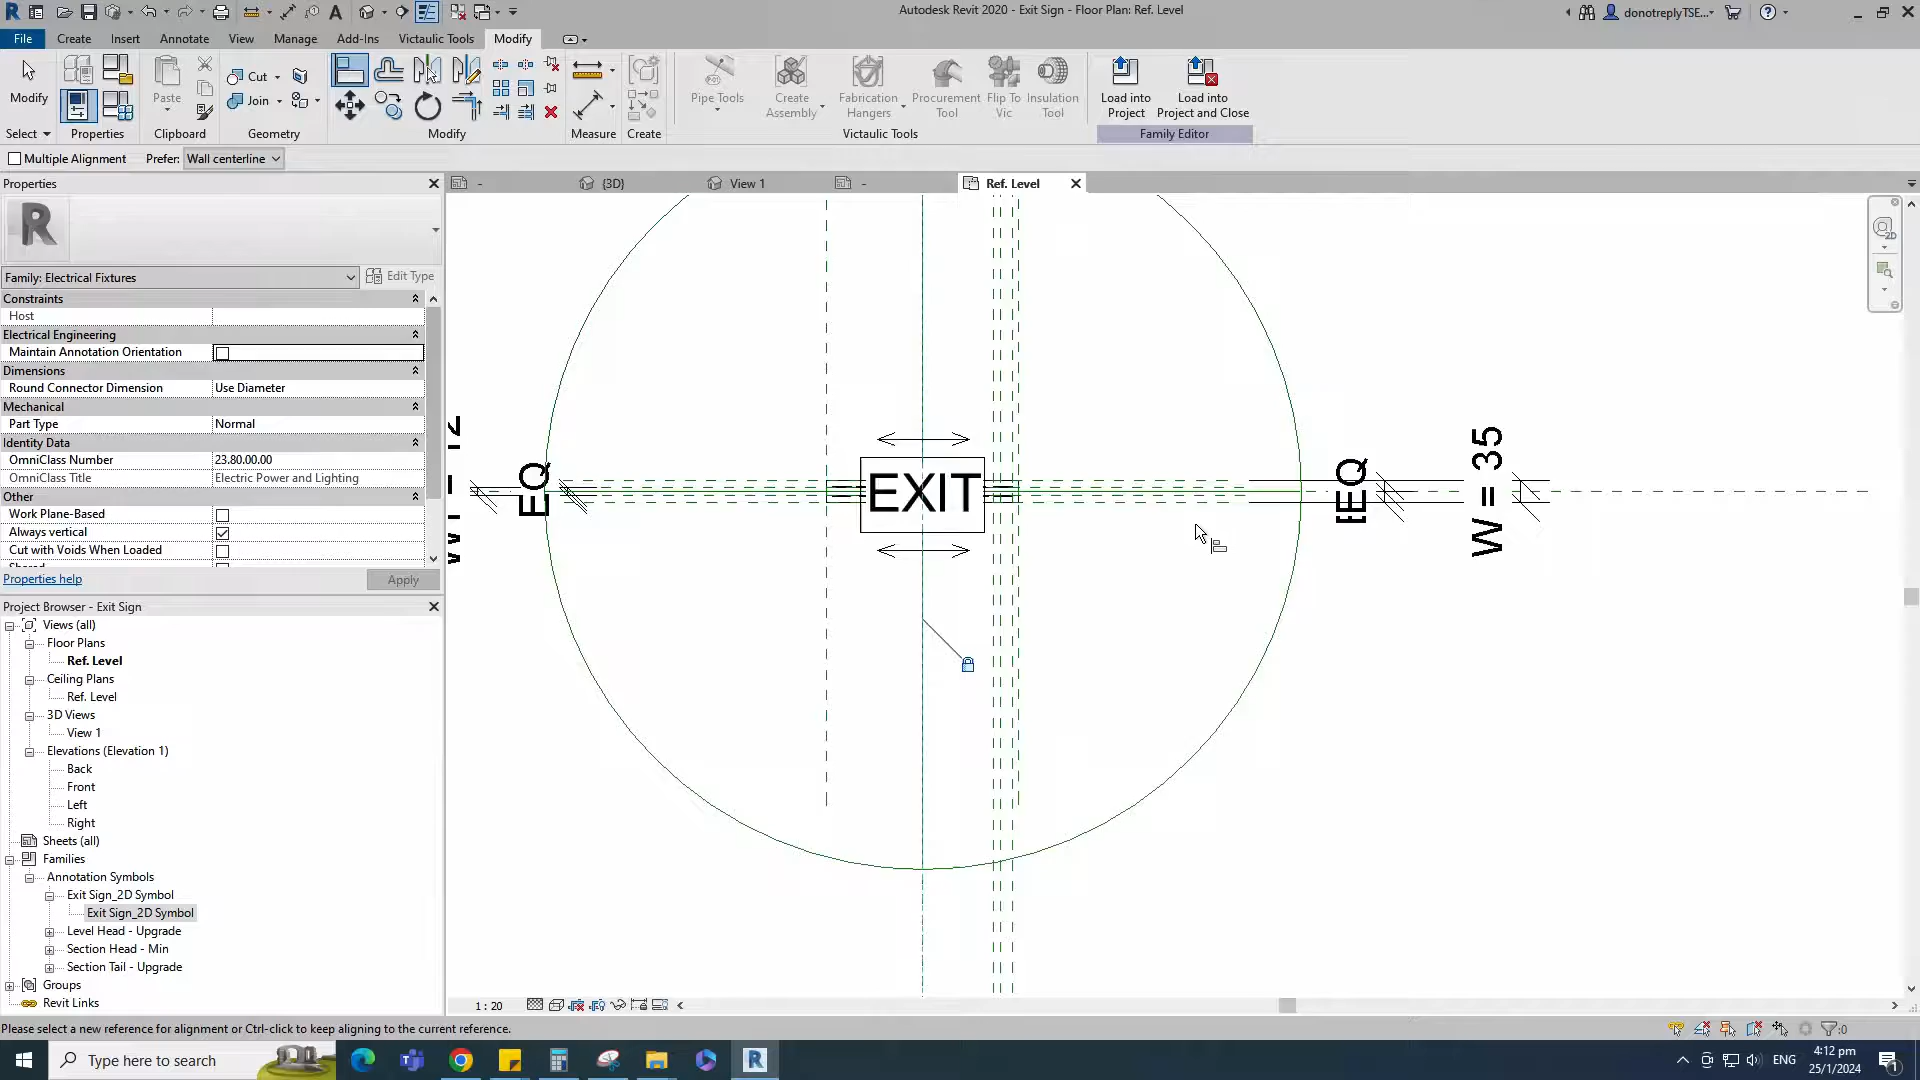 Autodesk Revit 2020 - Exit Sign - Floor Plan: Ref. Level
donotreplyTSE...
File Create Insert Annotate View Manage Add-Ins Victaulic Tools Modify
Modify
Paste
Cut
Join
Pipe Tools
Create Assembly
Fabrication Hangers
Procurement Tool
Flip To Vic
Insulation Tool
Load into Project
Load into Project and Close
Select Properties Clipboard Geometry Modify Measure Create Victaulic Tools Family Editor
Multiple Alignment Prefer: Wall centerline
Properties
- {3D} View 1 - Ref. Level
Family: Electrical Fixtures Edit Type
Constraints
Host
Electrical Engineering
Maintain Annotation Orientation
Dimensions
Round Connector Dimension Use Diameter
Mechanical
Part Type Normal
Identity Data
OmniClass Number 23.80.00.00
OmniClass Title Electric Power and Lighting
Other
Work Plane-Based
Always vertical
Cut with Voids When Loaded
Properties help Apply
EQ
EXIT
EQ
W = 35
2D
Project Browser - Exit Sign
Views (all)
Floor Plans
Ref. Level
Ceiling Plans
Ref. Level
3D Views
View 1
Elevations (Elevation 1)
Back
Front
Left
Right
Sheets (all)
Families
Annotation Symbols
Exit Sign_2D Symbol
Exit Sign_2D Symbol
Level Head - Upgrade
Section Head - Min
Section Tail - Upgrade
Groups
Revit Links
1 : 20
Please select a new reference for alignment or Ctrl-click to keep aligning to the current reference.
:0
Type here to search
ENG
4:12 pm
25/1/2024
1